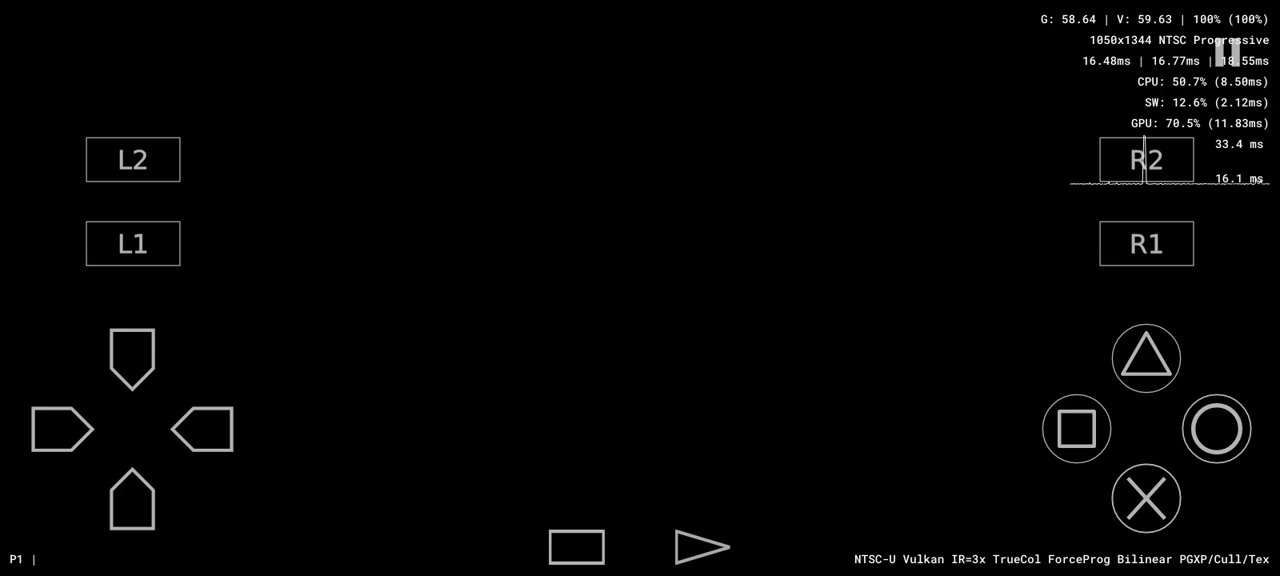 G: 58.64 | V: 59.63 | 100% (100%)
1050x1344 NTSC Progressive
16.48ms | 16.77ms | 18.55ms
CPU: 50.7% (8.50ms)
SW: 12.6% (2.12ms)
GPU: 70.5% (11.83ms)
33.4 ms
L2
R2
16.1 ms
L1
R1
P1 |
NTSC-U Vulkan IR=3x TrueCol ForceProg Bilinear PGXP/Cull/Tex